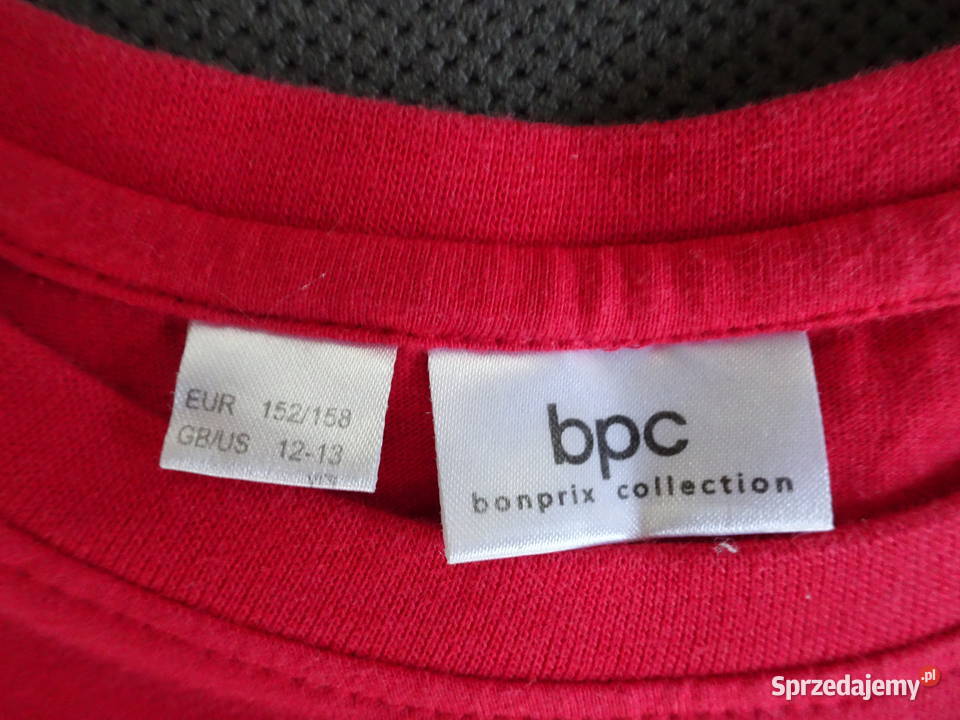 EUR 152/158
GB/US 12-13
bpc
bonprix collection
Sprzedajemy.pl